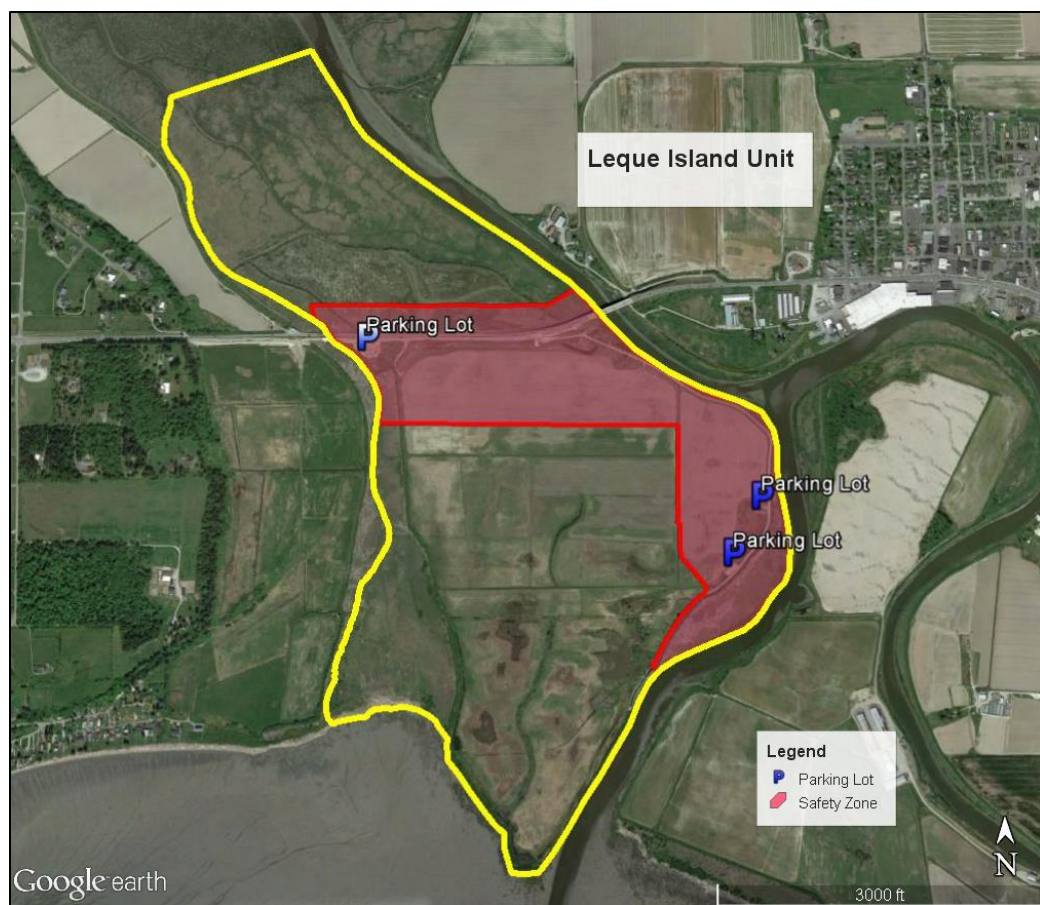 Leque Island Unit
Parking Lot
Parking Lot
Parking Lot
Legend
Parking Lot
Safety Zone
N
Google earth
3000 ft